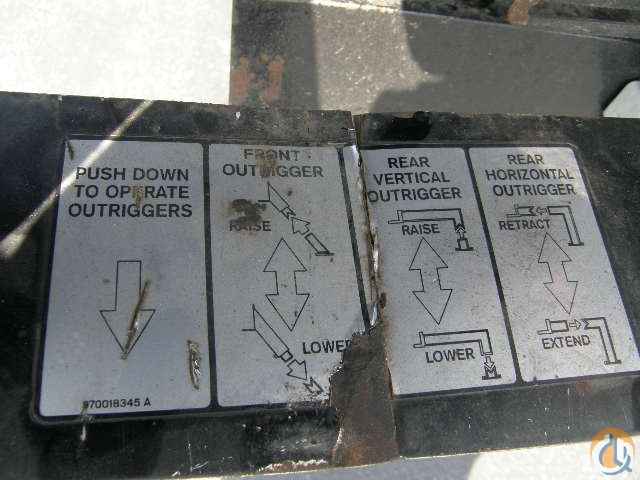 PUSH DOWN
TO OPERATE
OUTRIGGERS
970018345 A
FRONT
OUTRIGGER
RAISE
LOWER
REAR
VERTICAL
OUTRIGGER
RAISE
LOWER
REAR
HORIZONTAL
OUTRIGGER
RETRACT
EXTEND